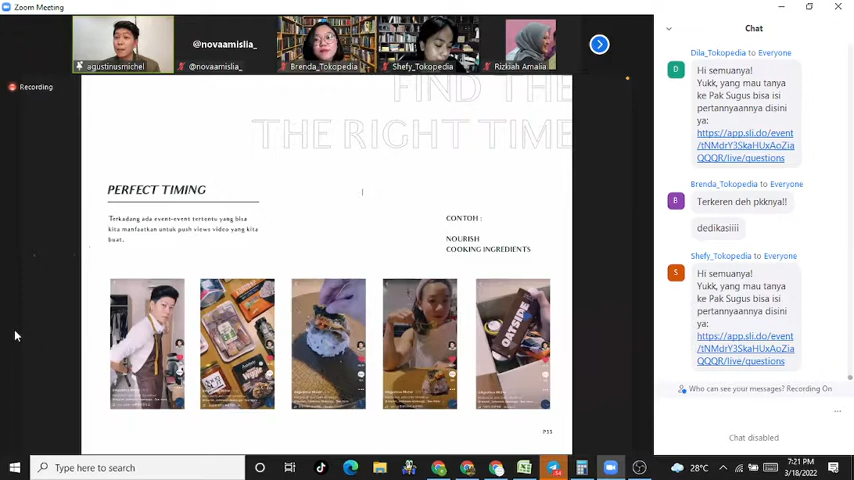 Zoom Meeting
@novaamislia_
agustinusmichel
@novaamislia_
Brenda_Tokopedia
Shefy_Tokopedia
Rizkiah Amalia
Recording
FIND THE
THE RIGHT TIME
PERFECT TIMING
Terkadang ada event-event tertentu yang bisa
kita manfaatkan untuk push views video yang kita
buat.
CONTOH :
NOURISH
COOKING INGREDIENTS
OATSIDE
P33
Chat
Dila_Tokopedia to Everyone
D
Hi semuanya!
Yukk, yang mau tanya
ke Pak Sugus bisa isi
pertanyaannya disini
ya:
https://app.sli.do/event
/tNMdrY3SkaHUxAoZia
QQQR/live/questions
Brenda_Tokopedia to Everyone
B
Terkeren deh pkknya!!
dedikasiiii
Shefy_Tokopedia to Everyone
S
Hi semuanya!
Yukk, yang mau tanya
ke Pak Sugus bisa isi
pertanyaannya disini
ya:
https://app.sli.do/event
/tNMdrY3SkaHUxAoZia
QQQR/live/questions
Who can see your messages? Recording On
Chat disabled
Type here to search
28°C
7:21 PM
3/18/2022